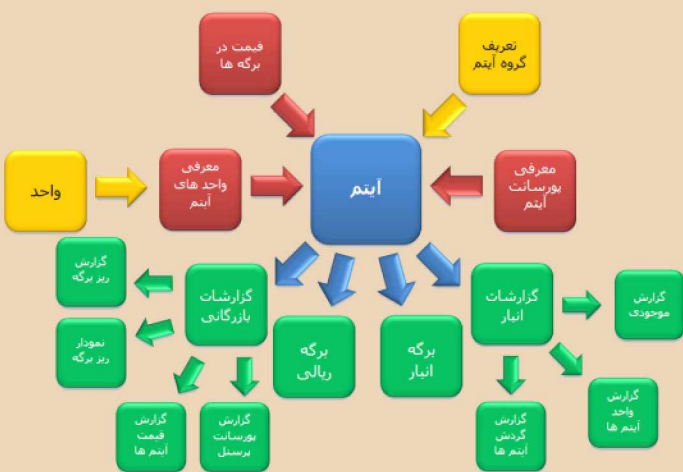 قیمت در
برگه ها
تعریف
گروه آیتم
واحد
معرفی
واحد های
آیتم
آیتم
معرفی
پورسانت
آیتم
گزارش
ریز برگه
گزارشات
بازرگانی
گزارشات
انبار
گزارش
موجودی
نمودار
ریز برگه
برگه
ریالی
برگه
انبار
گزارش
قیمت
آیتم ها
گزارش
پورسانت
پرسنل
گزارش
گردش
آیتم ها
گزارش
واحد
آیتم ها